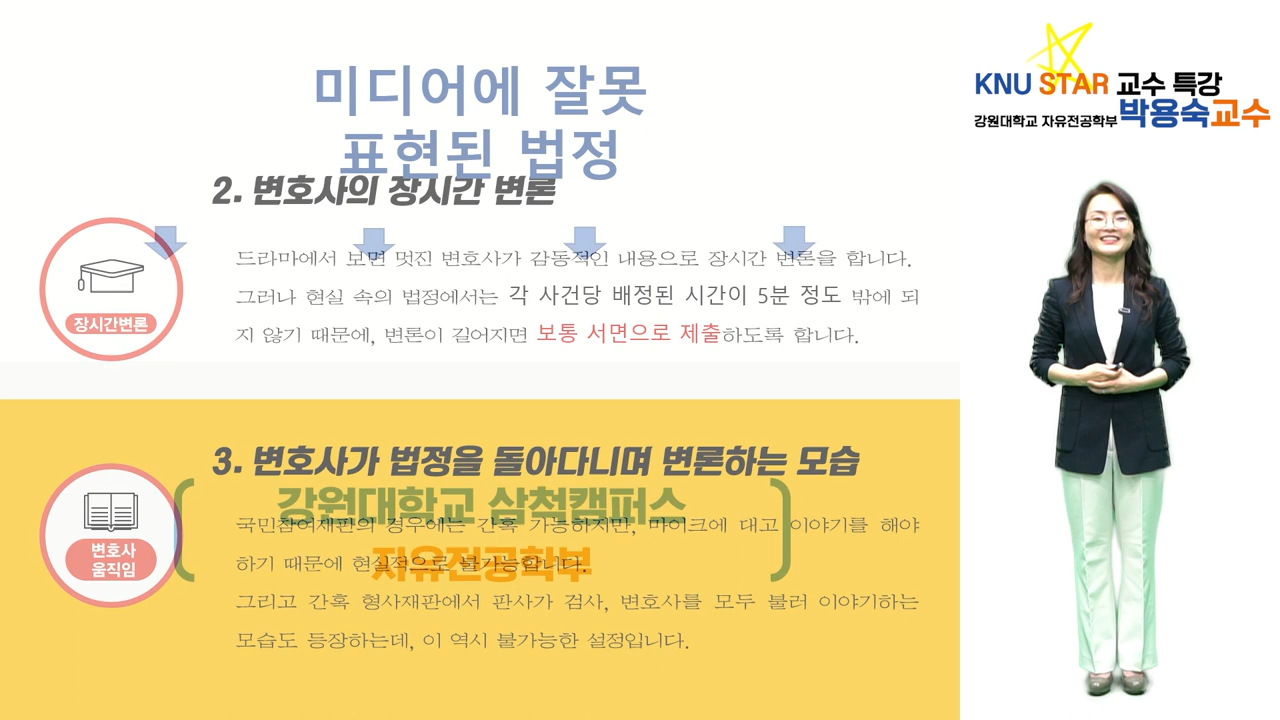 미디어에 잘못
표현된 법정
2. 변호사의 장시간 변론
장시간변론
드라마에서 보면 멋진 변호사가 감동적인 내용으로 장시간 변론을 합니다.
그러나 현실 속의 법정에서는 각 사건당 배정된 시간이 5분 정도 밖에 되
지 않기 때문에, 변론이 길어지면 보통 서면으로 제출하도록 합니다.
3. 변호사가 법정을 돌아다니며 변론하는 모습
강원대학교 삼척캠퍼스
자유전공학부
변호사
움직임
국민참여재판의 경우에는 간혹 가능하지만, 마이크에 대고 이야기를 해야
하기 때문에 현실적으로 불가능합니다.
그리고 간혹 형사재판에서 판사가 검사, 변호사를 모두 불러 이야기하는
모습도 등장하는데, 이 역시 불가능한 설정입니다.
KNU STAR 교수 특강
강원대학교 자유전공학부 박용숙교수